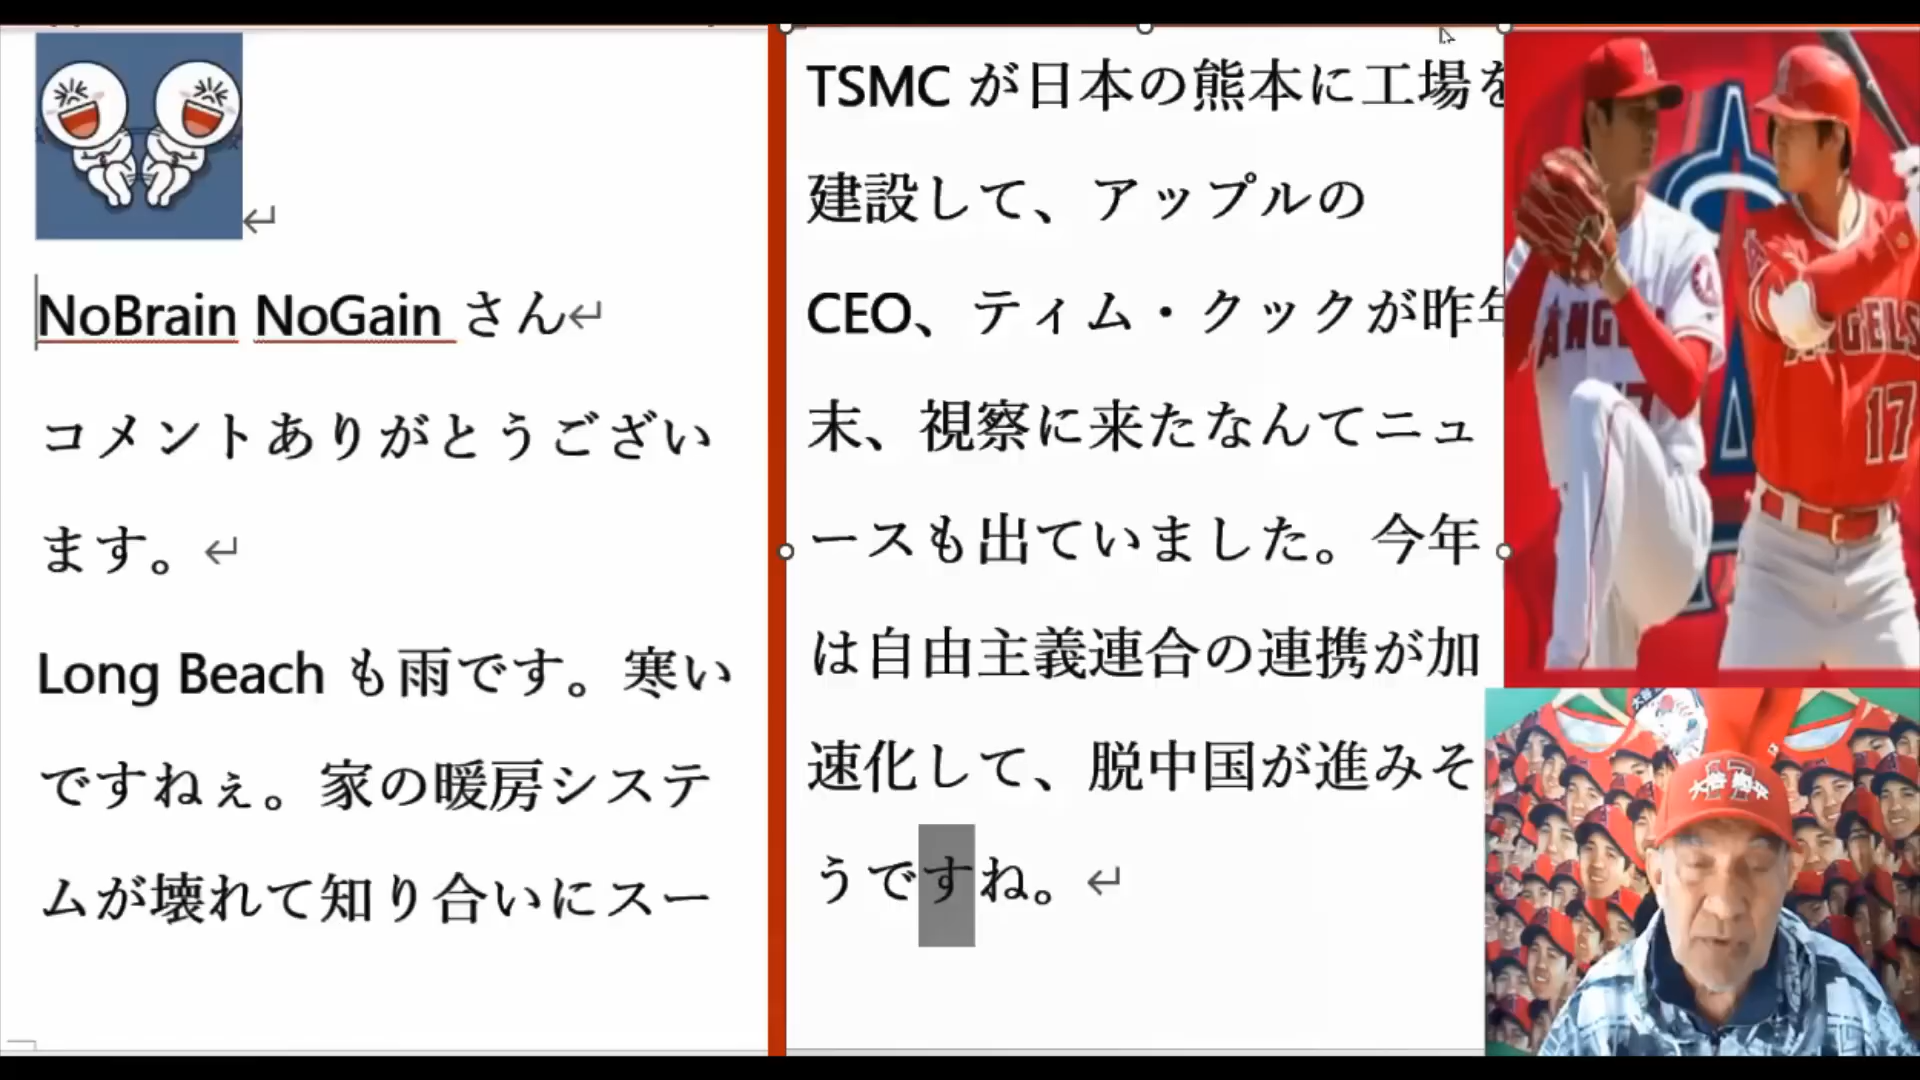 NoBrain NoGain さん
コメントありがとうござい
ます。
Long Beach も雨です。寒い
ですねぇ。家の暖房システ
ムが壊れて知り合いにスー
TSMC が日本の熊本に工場を
建設して、アップルの
CEO、ティム・クックが昨年
末、視察に来たなんてニュ
ースも出ていました。今年
は自由主義連合の連携が加
速化して、脱中国が進みそ
うですね。
ANGELS
17
大谷 翔平